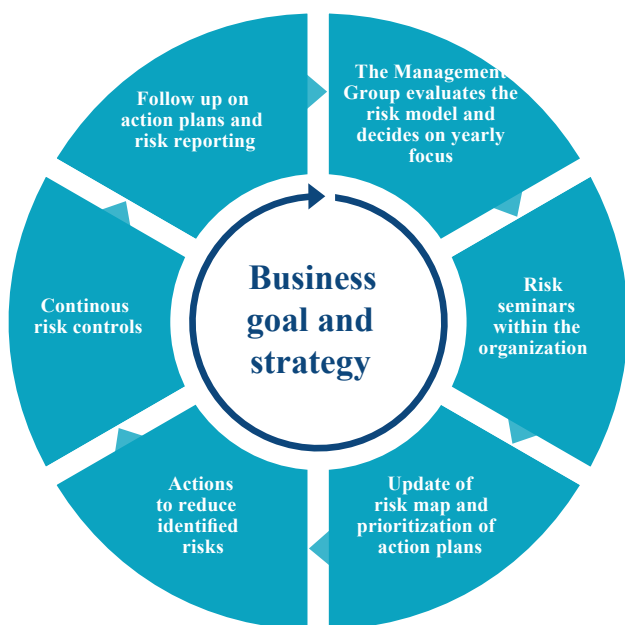 The Management
Group evaluates the
risk model and
decides on yearly
focus
Risk
seminars
within the
organization
Update of
risk map and
prioritization of
action plans
Actions
to reduce
identified
risks
Continous
risk controls
Follow up on
action plans and
risk reporting
Business
goal and
strategy